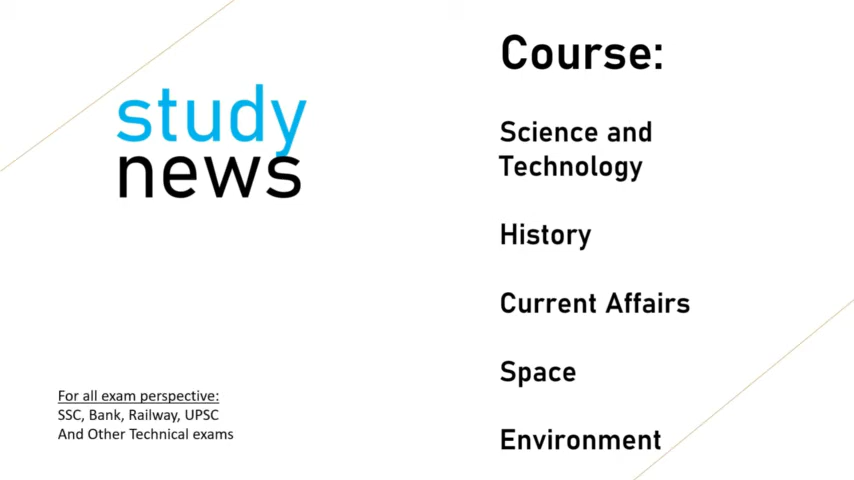 study
news
For all exam perspective:
SSC, Bank, Railway, UPSC
And Other Technical exams
Course:
Science and
Technology
History
Current Affairs
Space
Environment